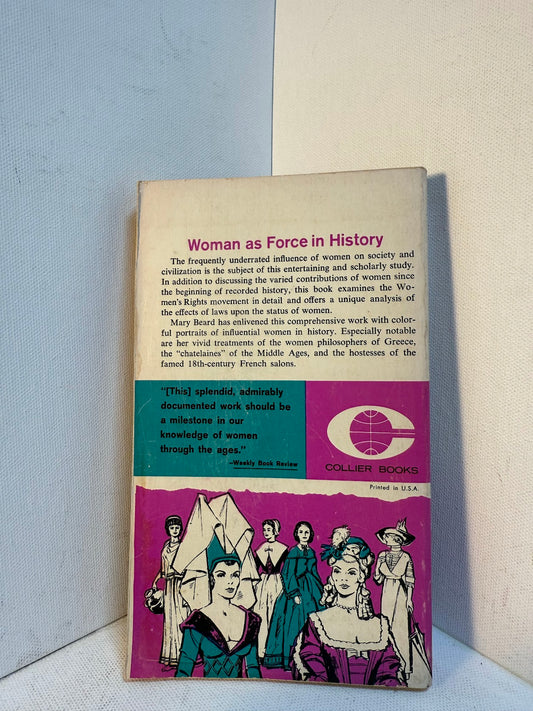 Woman as Force in History
The frequently underrated influence of women on society and
civilization is the subject of this entertaining and scholarly study.
In addition to discussing the varied contributions of women since
the beginning of recorded history, this book examines the Wo-
men's Rights movement in detail and offers a unique analysis of
the effects of laws upon the status of women.
Mary Beard has enlivened this comprehensive work with color-
ful portraits of influential women in history. Especially notable
are her vivid treatments of the women philosophers of Greece,
the "chatelaines" of the Middle Ages, and the hostesses of the
famed 18th-century French salons.
"[This] splendid, admirably
documented work should be
a milestone in our
knowledge of women
through the ages."
–Weekly Book Review
COLLIER BOOKS
Printed in U.S.A.